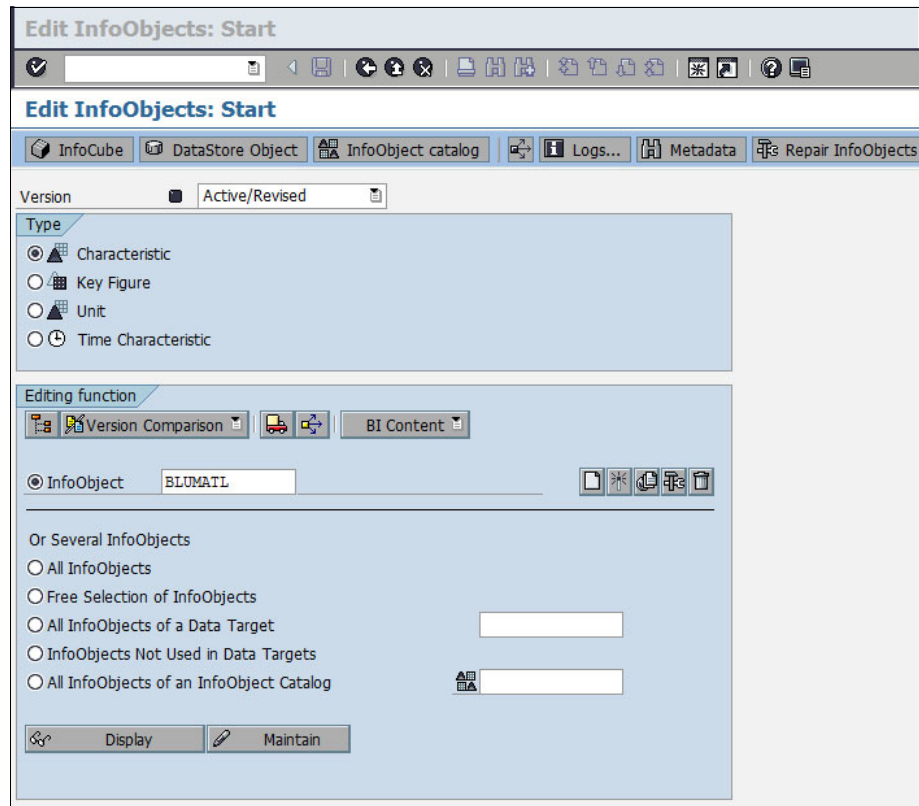 Edit InfoObjects: Start
Edit InfoObjects: Start
InfoCube DataStore Object InfoObject catalog Logs... Metadata Repair InfoObjects
Version Active/Revised
Type
Characteristic
Key Figure
Unit
Time Characteristic
Editing function
Version Comparison BI Content
InfoObject BLUMATL
Or Several InfoObjects
All InfoObjects
Free Selection of InfoObjects
All InfoObjects of a Data Target
InfoObjects Not Used in Data Targets
All InfoObjects of an InfoObject Catalog
Display Maintain